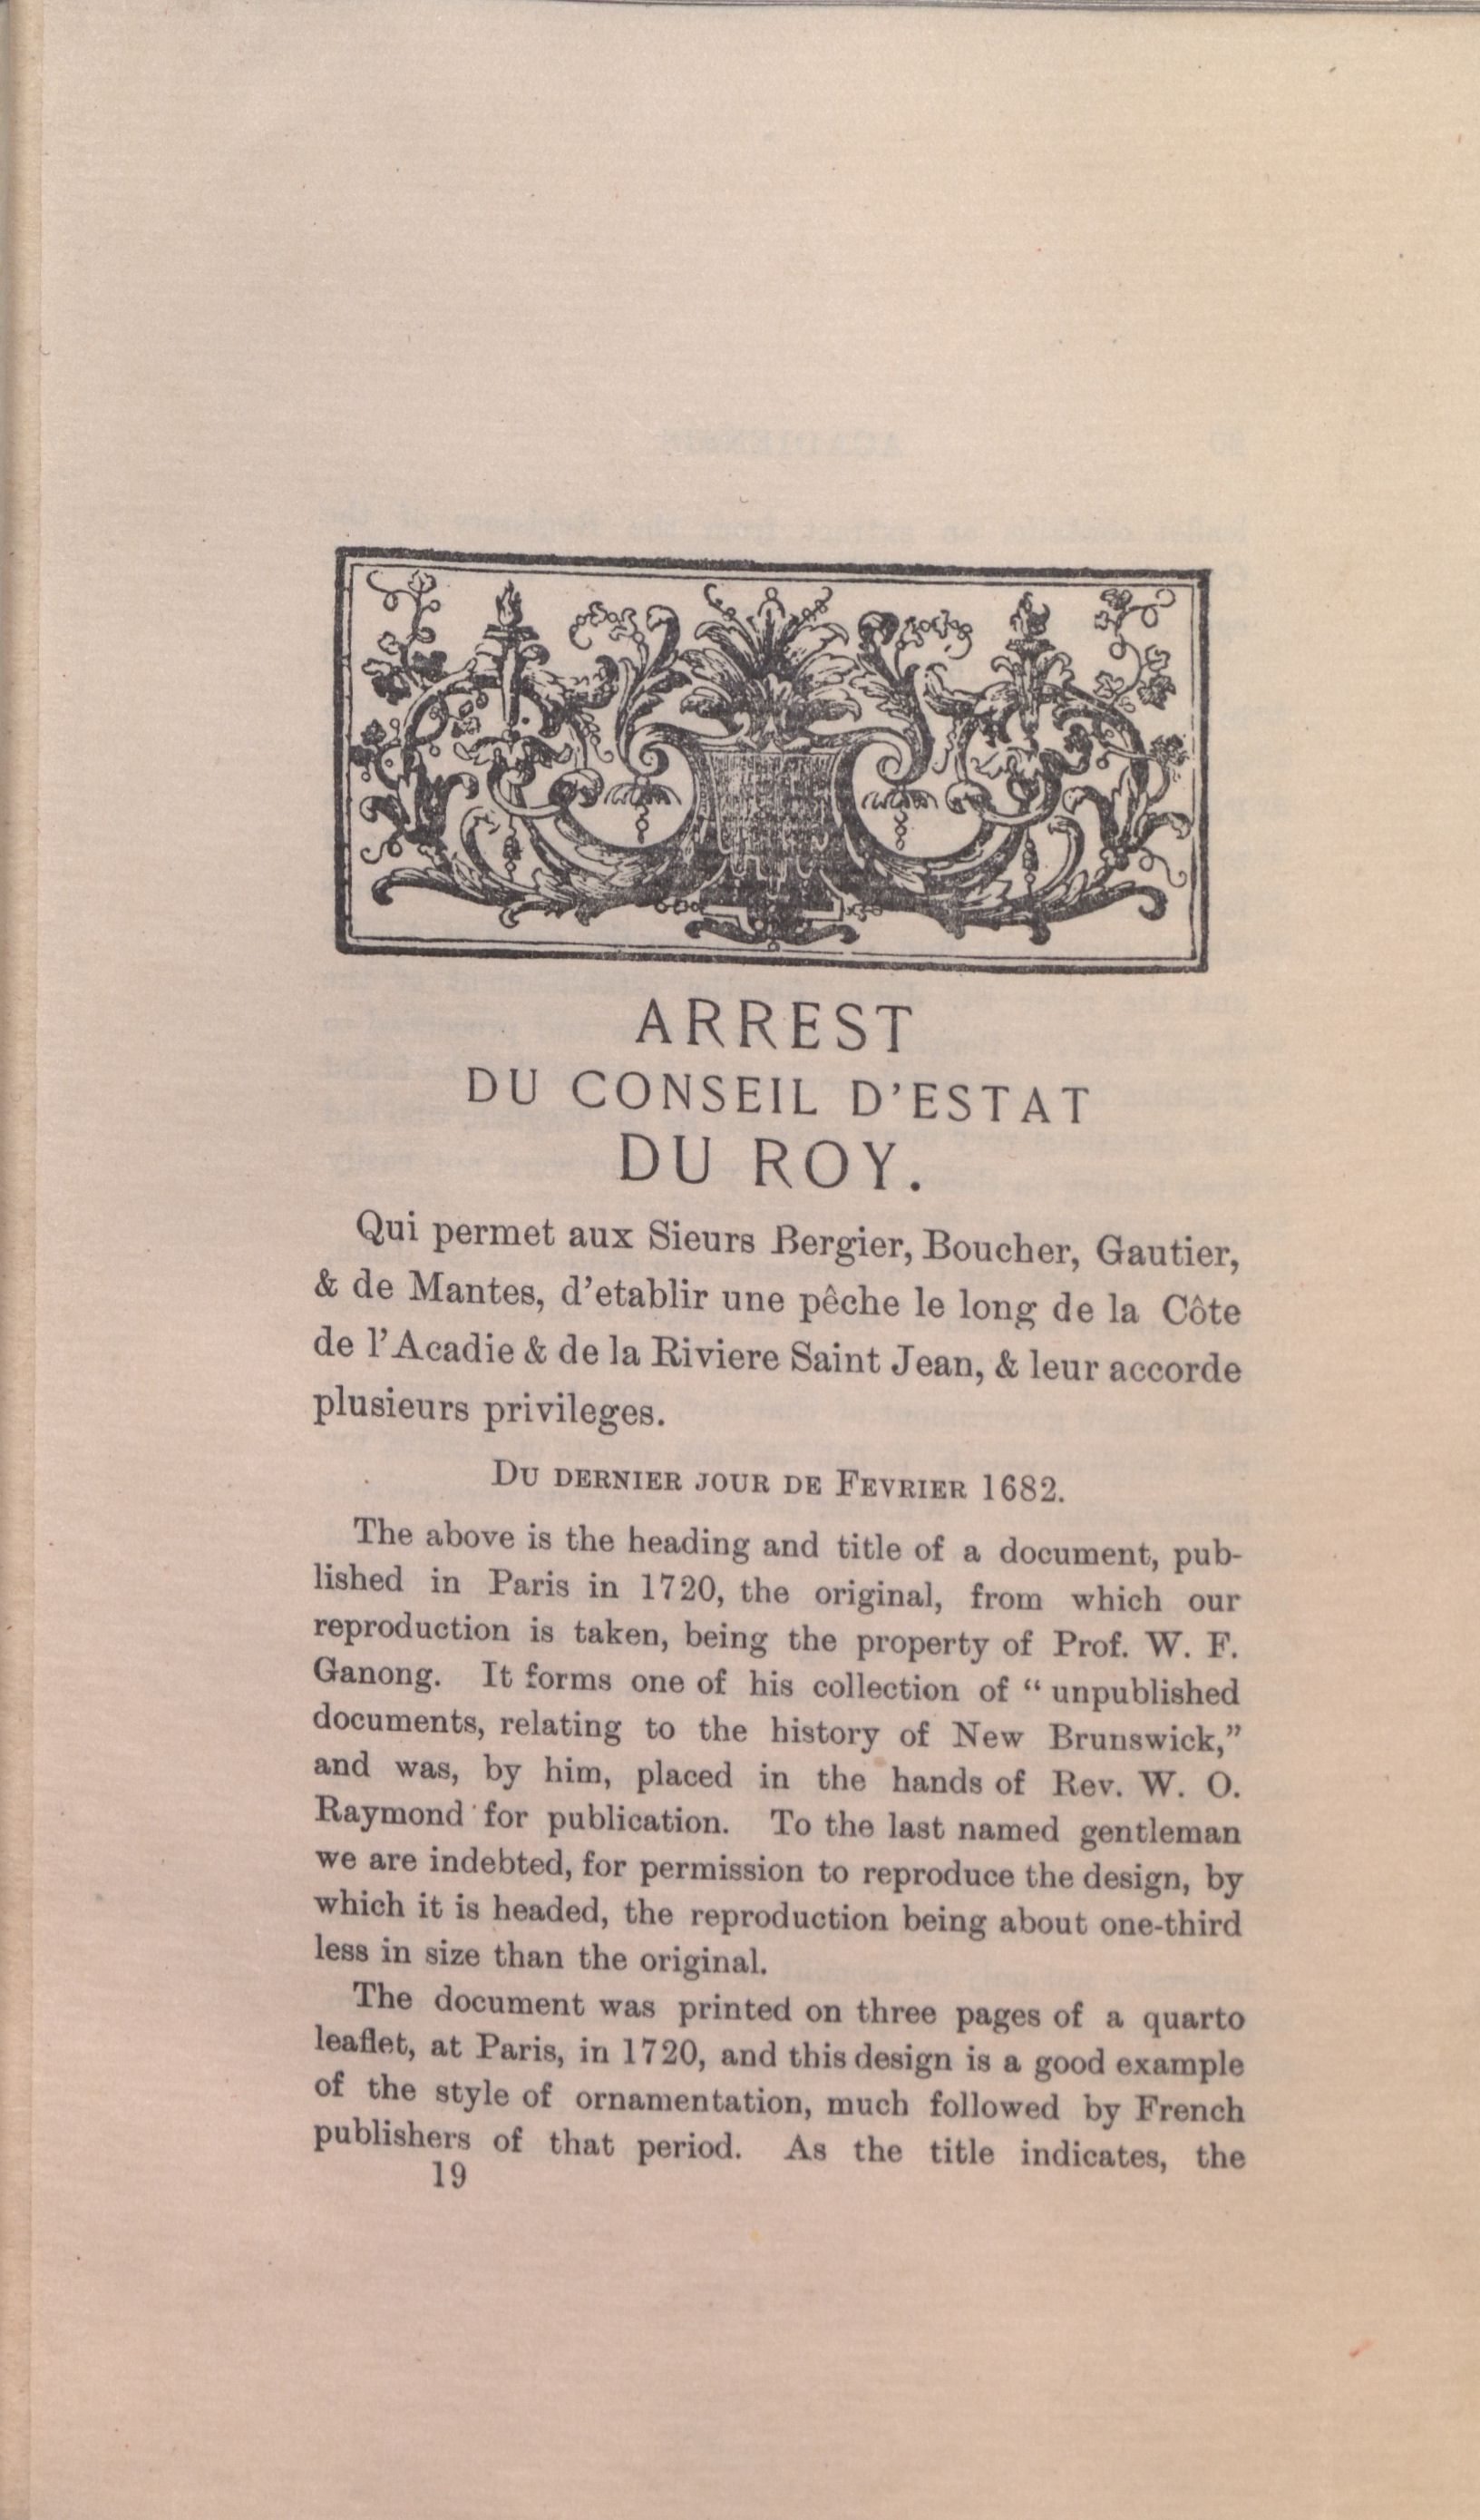 ARREST
DU CONSEIL D'ESTAT
DU ROY.
Qui permet aux Sieurs Bergier, Boucher, Gautier,
& de Mantes, d'etablir une pêche le long de la Côte
de l'Acadie & de la Riviere Saint Jean, & leur accorde
plusieurs privileges.
DU DERNIER JOUR DE FEVRIER 1682.
The above is the heading and title of a document, pub-
lished in Paris in 1720, the original, from which our
reproduction is taken, being the property of Prof. W. F.
Ganong. It forms one of his collection of “ unpublished
documents, relating to the history of New Brunswick,”
and was, by him, placed in the hands of Rev. W. O.
Raymond for publication. To the last named gentleman
we are indebted, for permission to reproduce the design, by
which it is headed, the reproduction being about one-third
less in size than the original.
The document was printed on three pages of a quarto
leaflet, at Paris, in 1720, and this design is a good example
of the style of ornamentation, much followed by French
publishers of that period. As the title indicates, the
19